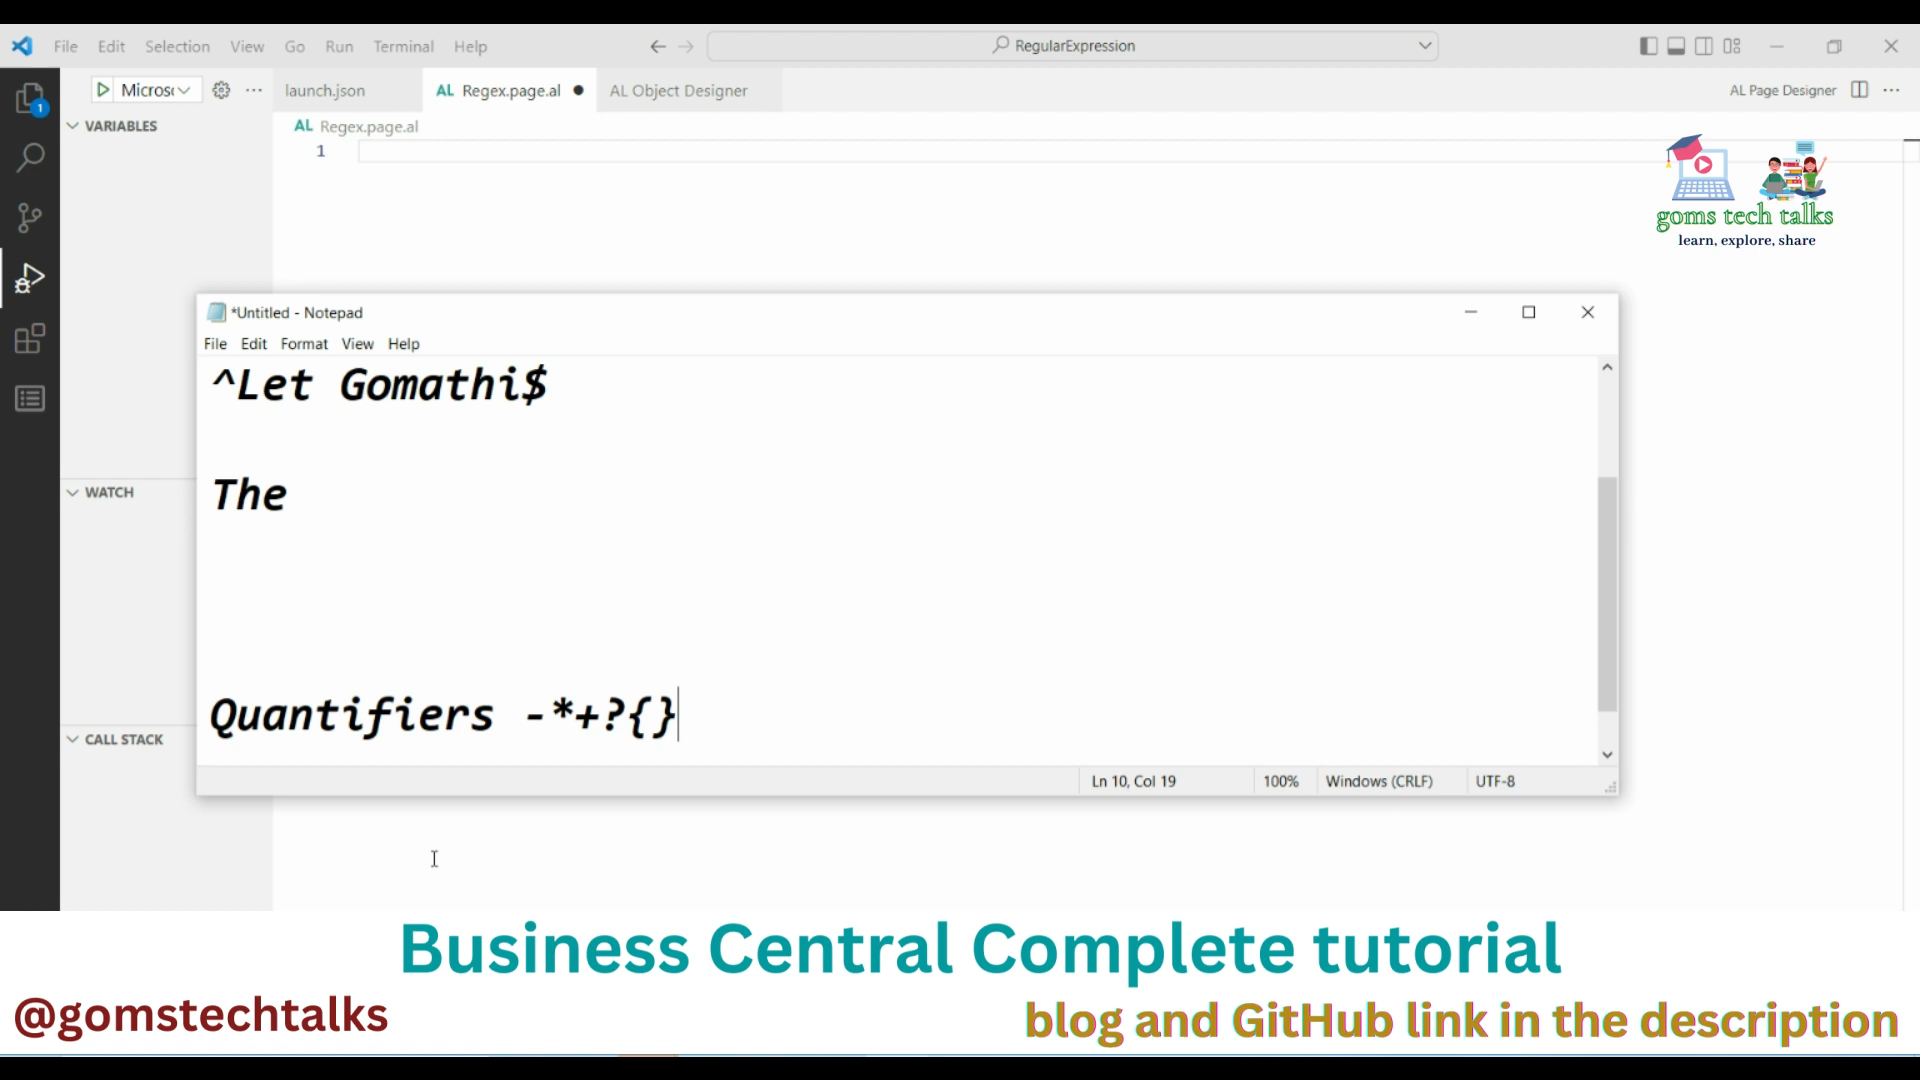 File Edit Selection View Go Run Terminal Help
RegularExpression
1
Micros
launch.json
AL Regex.page.al
AL Object Designer
AL Page Designer
VARIABLES
AL Regex.page.al
1
goms tech talks
learn, explore, share
*Untitled - Notepad
File Edit Format View Help
^Let Gomathi$
The
Quantifiers -*+?{}
WATCH
CALL STACK
Ln 10, Col 19
100%
Windows (CRLF)
UTF-8
Business Central Complete tutorial
@gomstechtalks
blog and GitHub link in the description